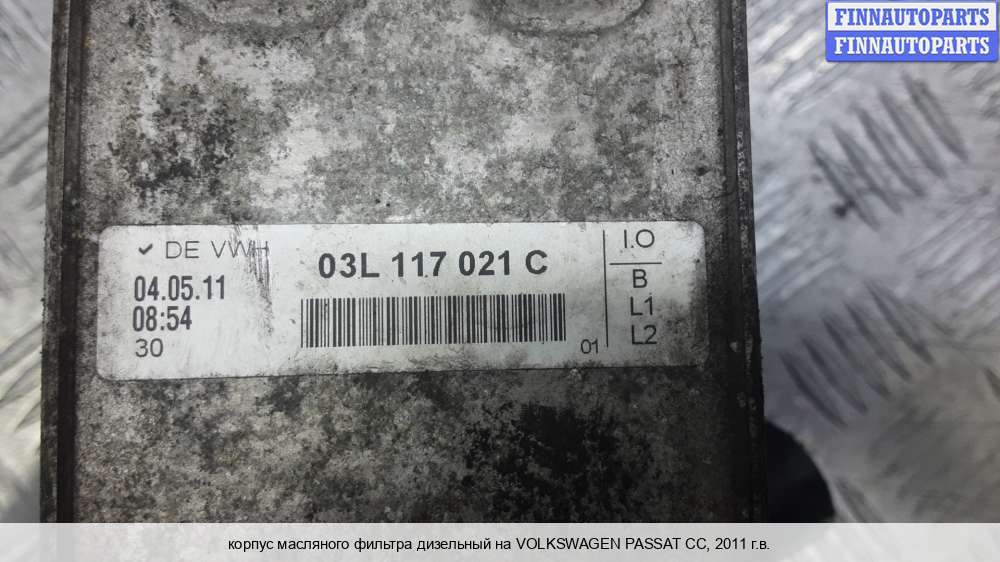 FINNAUTOPARTS
FINNAUTOPARTS
DE VWH
04.05.11
08:54
30
03L 117 021 C
01
I.O
B
L1
L2
корпус масляного фильтра дизельный на VOLKSWAGEN PASSAT CC, 2011 г.в.